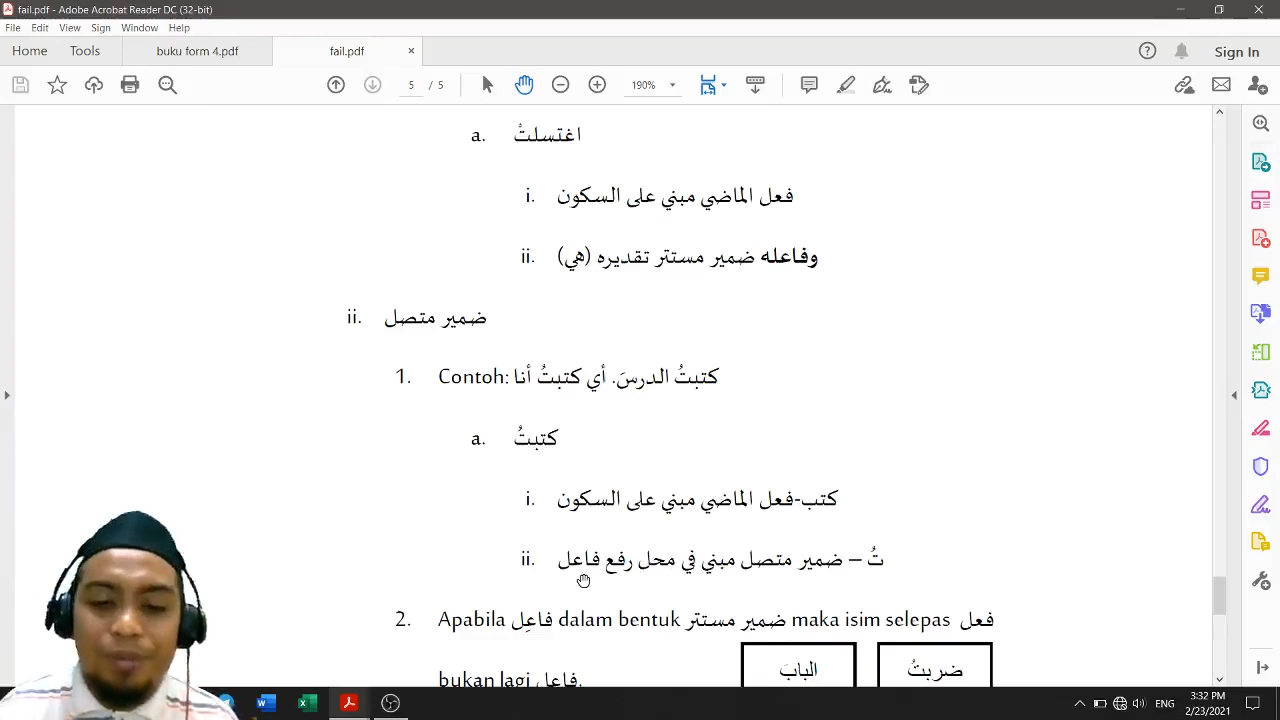 fail.pdf - Adobe Acrobat Reader DC (32-bit)
File Edit View Sign Window Help
Home Tools buku form 4.pdf fail.pdf × Sign In
5 / 5 190%
a. اغتسلتْ
i. فعل الماضي مبني على السكون
ii. وفاعله ضمير مستتر تقديره (هي)
ii. ضمير متصل
1. Contoh: كتبتُ الدرسَ. أي كتبتُ أنا
a. كتبتُ
i. كتب-فعل الماضي مبني على السكون
ii. تُ – ضمير متصل مبني في محل رفع فاعل
2. Apabila فاعِل dalam bentuk ضمير مستتر maka isim selepas فعل
bukan lagi فاعل.
ضربتُ
البابَ
ENG
3:32 PM
2/23/2021